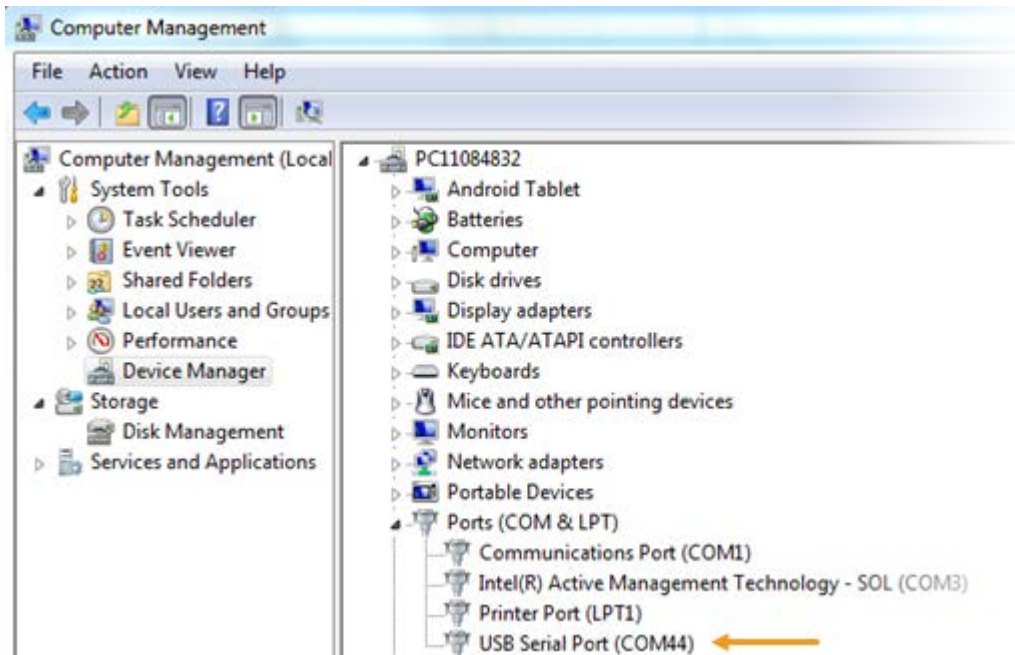 Computer Management
File Action View Help
Computer Management (Local
System Tools
Task Scheduler
Event Viewer
Shared Folders
Local Users and Groups
Performance
Device Manager
Storage
Disk Management
Services and Applications
PC11084832
Android Tablet
Batteries
Computer
Disk drives
Display adapters
IDE ATA/ATAPI controllers
Keyboards
Mice and other pointing devices
Monitors
Network adapters
Portable Devices
Ports (COM & LPT)
Communications Port (COM1)
Intel(R) Active Management Technology - SOL (COM3)
Printer Port (LPT1)
USB Serial Port (COM44)